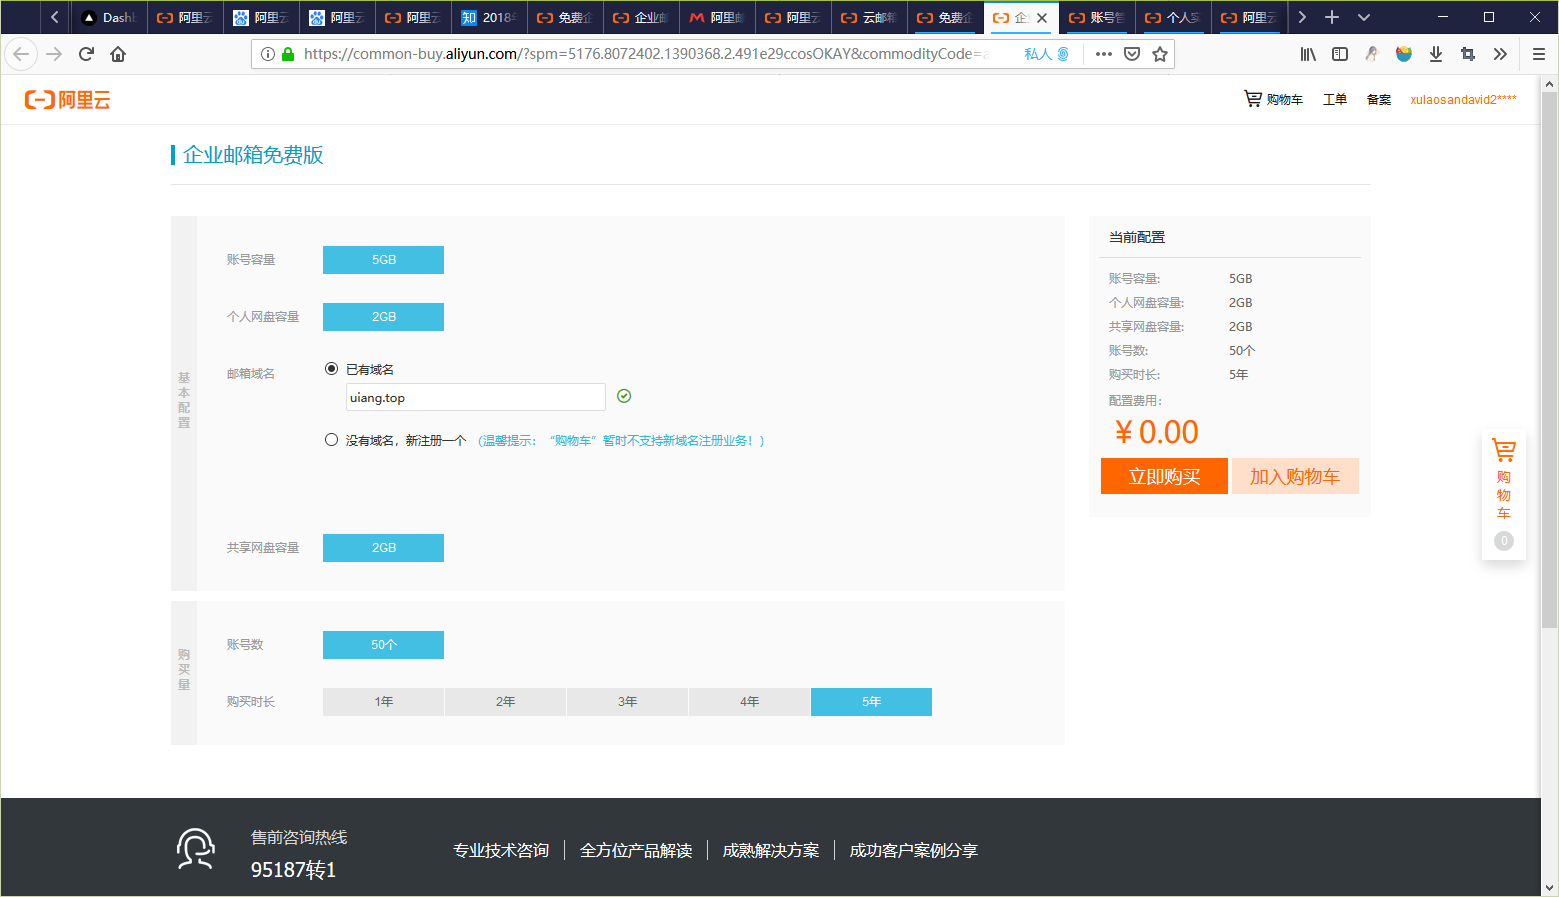 Dash
阿里云
阿里云
阿里云
阿里云
知 2018
免费企
企业由
阿里由
阿里云
云邮箱
免费企
企
账号管
个人实
阿里云
https://common-buy.aliyun.com/?spm=5176.8072402.1390368.2.491e29ccosOKAY&commodityCode=a
私人
阿里云
购物车
工单
备案
xulaosandavid2****
企业邮箱免费版
基本配置
账号容量
5GB
个人网盘容量
2GB
邮箱域名
已有域名
uiang.top
没有域名，新注册一个 （温馨提示：“购物车”暂时不支持新域名注册业务！）
共享网盘容量
2GB
购买量
账号数
50个
购买时长
1年
2年
3年
4年
5年
当前配置
账号容量: 5GB
个人网盘容量: 2GB
共享网盘容量: 2GB
账号数: 50个
购买时长: 5年
配置费用：
¥ 0.00
立即购买
加入购物车
购物车
0
售前咨询热线
95187转1
专业技术咨询
全方位产品解读
成熟解决方案
成功客户案例分享